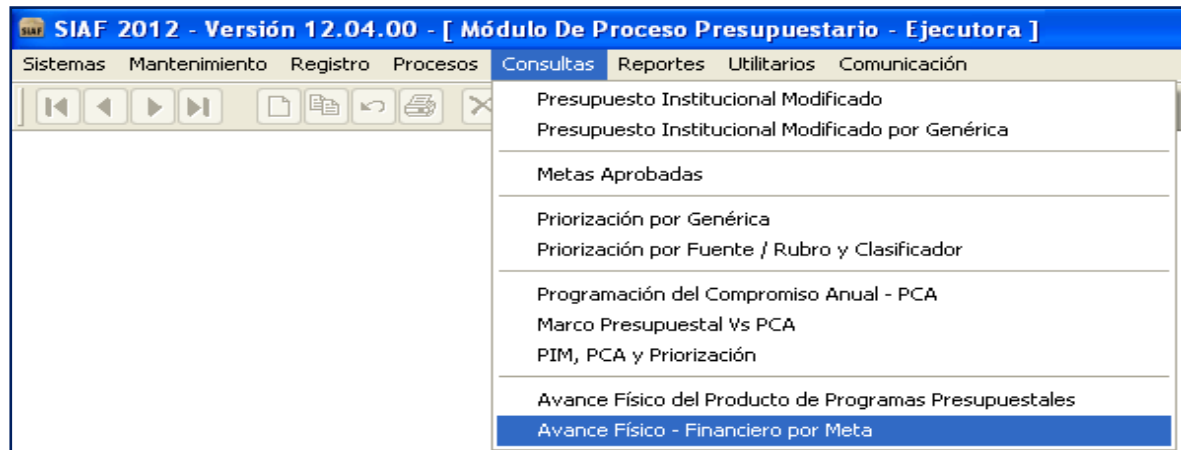 SIAF SIAF 2012 - Versión 12.04.00 - [ Módulo De Proceso Presupuestario - Ejecutora ]
Sistemas Mantenimiento Registro Procesos Consultas Reportes Utilitarios Comunicación
Presupuesto Institucional Modificado
Presupuesto Institucional Modificado por Genérica
Metas Aprobadas
Priorización por Genérica
Priorización por Fuente / Rubro y Clasificador
Programación del Compromiso Anual - PCA
Marco Presupuestal Vs PCA
PIM, PCA y Priorización
Avance Físico del Producto de Programas Presupuestales
Avance Físico - Financiero por Meta